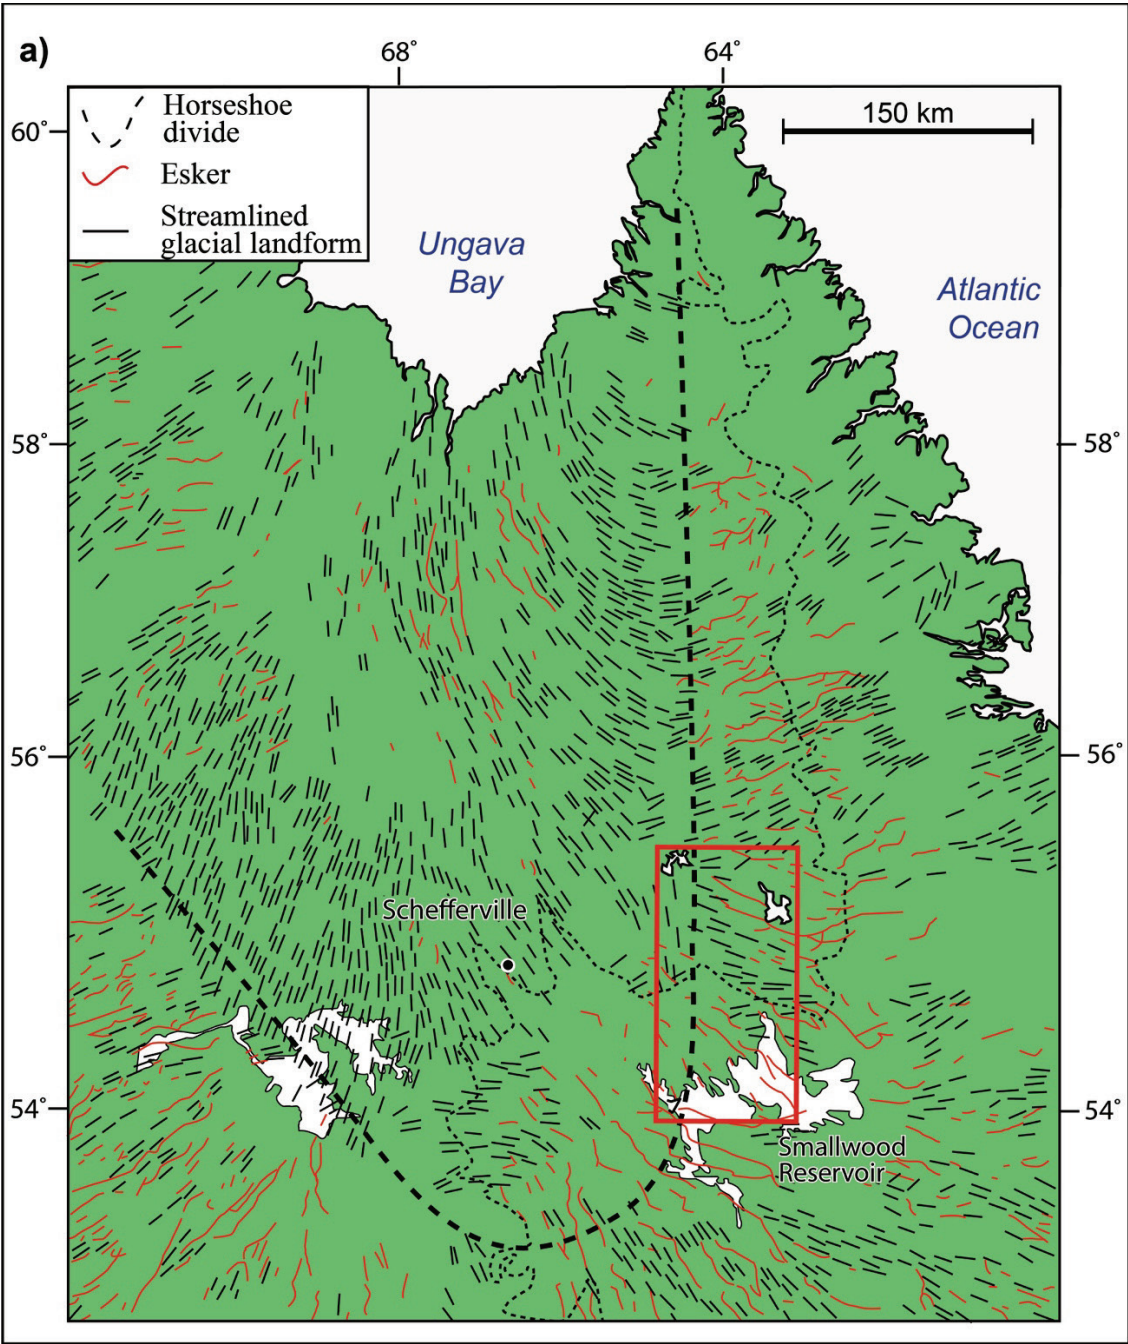 a)
68°
64°
Horseshoe
divide
Esker
Streamlined
glacial landform
150 km
60°
Ungava
Bay
Atlantic
Ocean
58°
58°
56°
56°
Schefferville
54°
54°
Smallwood
Reservoir